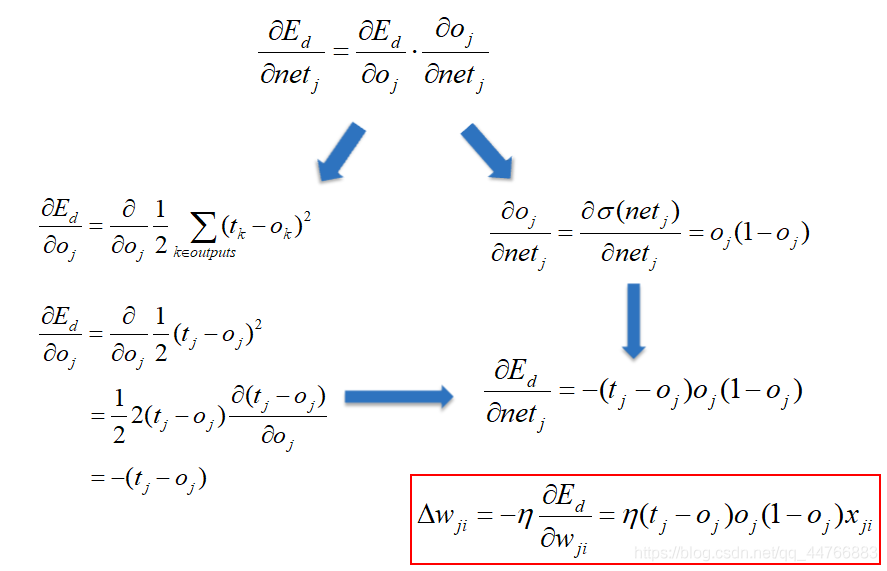 ∂E_d/∂net_j = ∂E_d/∂o_j · ∂o_j/∂net_j
∂E_d/∂o_j = ∂/∂o_j 1/2 ∑_{k∈outputs} (t_k − o_k)^2
∂E_d/∂o_j = ∂/∂o_j 1/2 (t_j − o_j)^2
= 1/2 2(t_j − o_j) ∂(t_j − o_j)/∂o_j
= −(t_j − o_j)
∂o_j/∂net_j = ∂σ(net_j)/∂net_j = o_j(1 − o_j)
∂E_d/∂net_j = −(t_j − o_j)o_j(1 − o_j)
Δw_ji = −η ∂E_d/∂w_ji = η(t_j − o_j)o_j(1 − o_j)x_ji
https://blog.csdn.net/qq_44766883